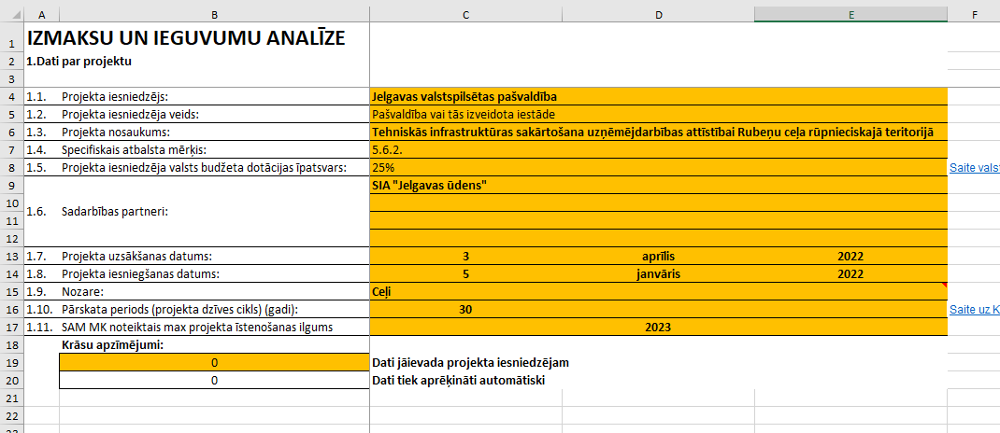 A B C D E F
1 IZMAKSU UN IEGUVUMU ANALĪZE
2 1.Dati par projektu
3
4 1.1. Projekta iesniedzējs: Jelgavas valstspilsētas pašvaldība
5 1.2. Projekta iesniedzēja veids: Pašvaldība vai tās izveidota iestāde
6 1.3. Projekta nosaukums: Tehniskās infrastruktūras sakārtošana uzņēmējdarbības attīstībai Rubeņu ceļa rūpnieciskajā teritorijā
7 1.4. Specifiskais atbalsta mērķis: 5.6.2.
8 1.5. Projekta iesniedzēja valsts budžeta dotācijas īpatsvars: 25% Saite vals
9 SIA "Jelgavas ūdens"
10
1.6. Sadarbības partneri:
11
12
13 1.7. Projekta uzsākšanas datums: 3 aprīlis 2022
14 1.8. Projekta iesniegšanas datums: 5 janvāris 2022
15 1.9. Nozare: Ceļi
16 1.10. Pārskata periods (projekta dzīves cikls) (gadi): 30 Saite uz K
17 1.11. SAM MK noteiktais max projekta īstenošanas ilgums 2023
18 Krāsu apzīmējumi:
19 0 Dati jāievada projekta iesniedzējam
20 0 Dati tiek aprēķināti automātiski
21
22
23